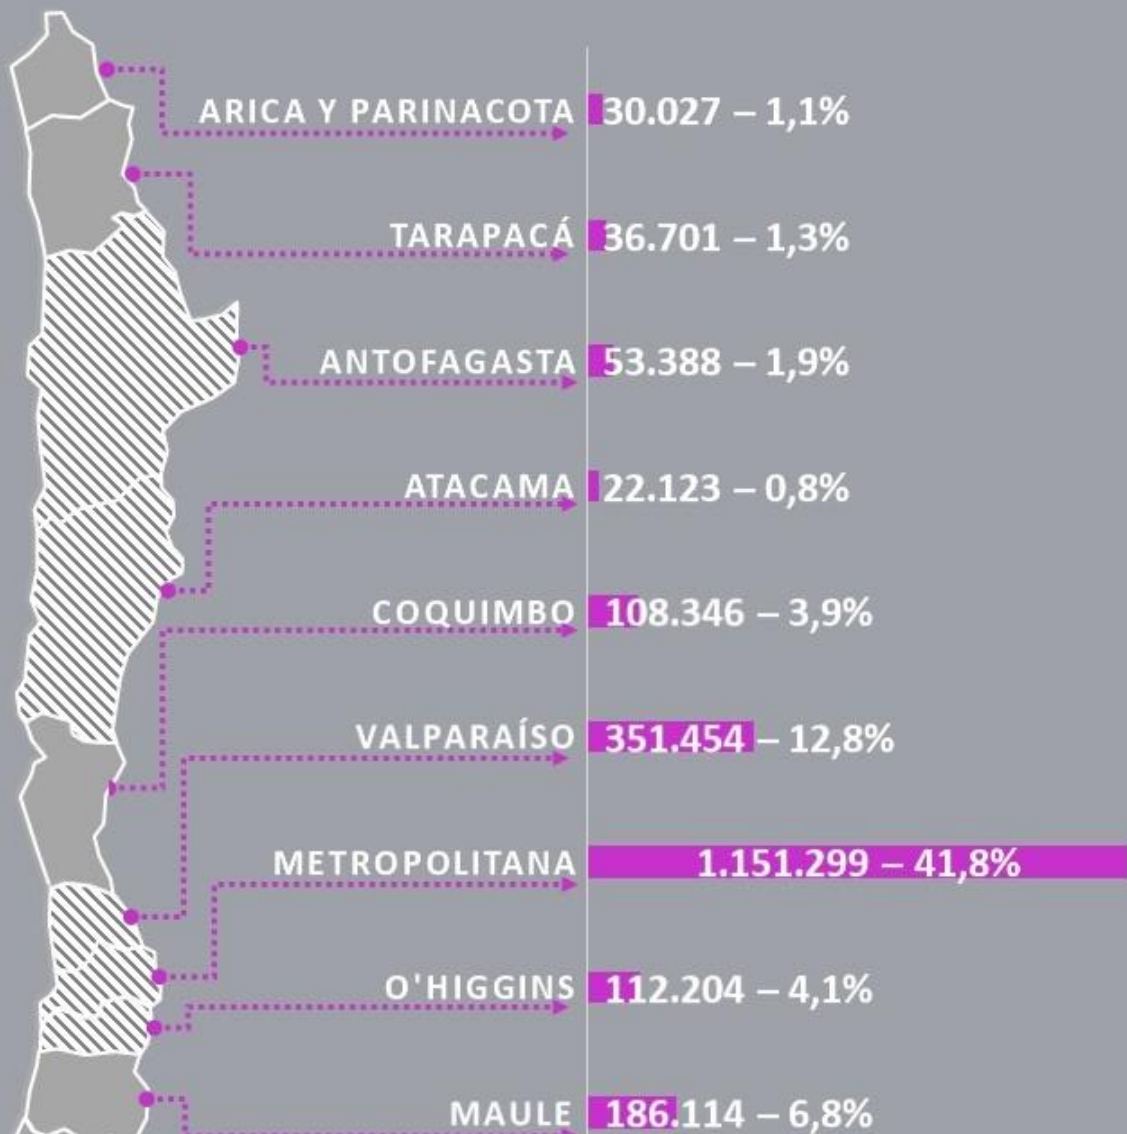 ARICA Y PARINACOTA 30.027 – 1,1%
TARAPACÁ 36.701 – 1,3%
ANTOFAGASTA 53.388 – 1,9%
ATACAMA 22.123 – 0,8%
COQUIMBO 108.346 – 3,9%
VALPARAÍSO 351.454 – 12,8%
METROPOLITANA 1.151.299 – 41,8%
O'HIGGINS 112.204 – 4,1%
MAULE 186.114 – 6,8%